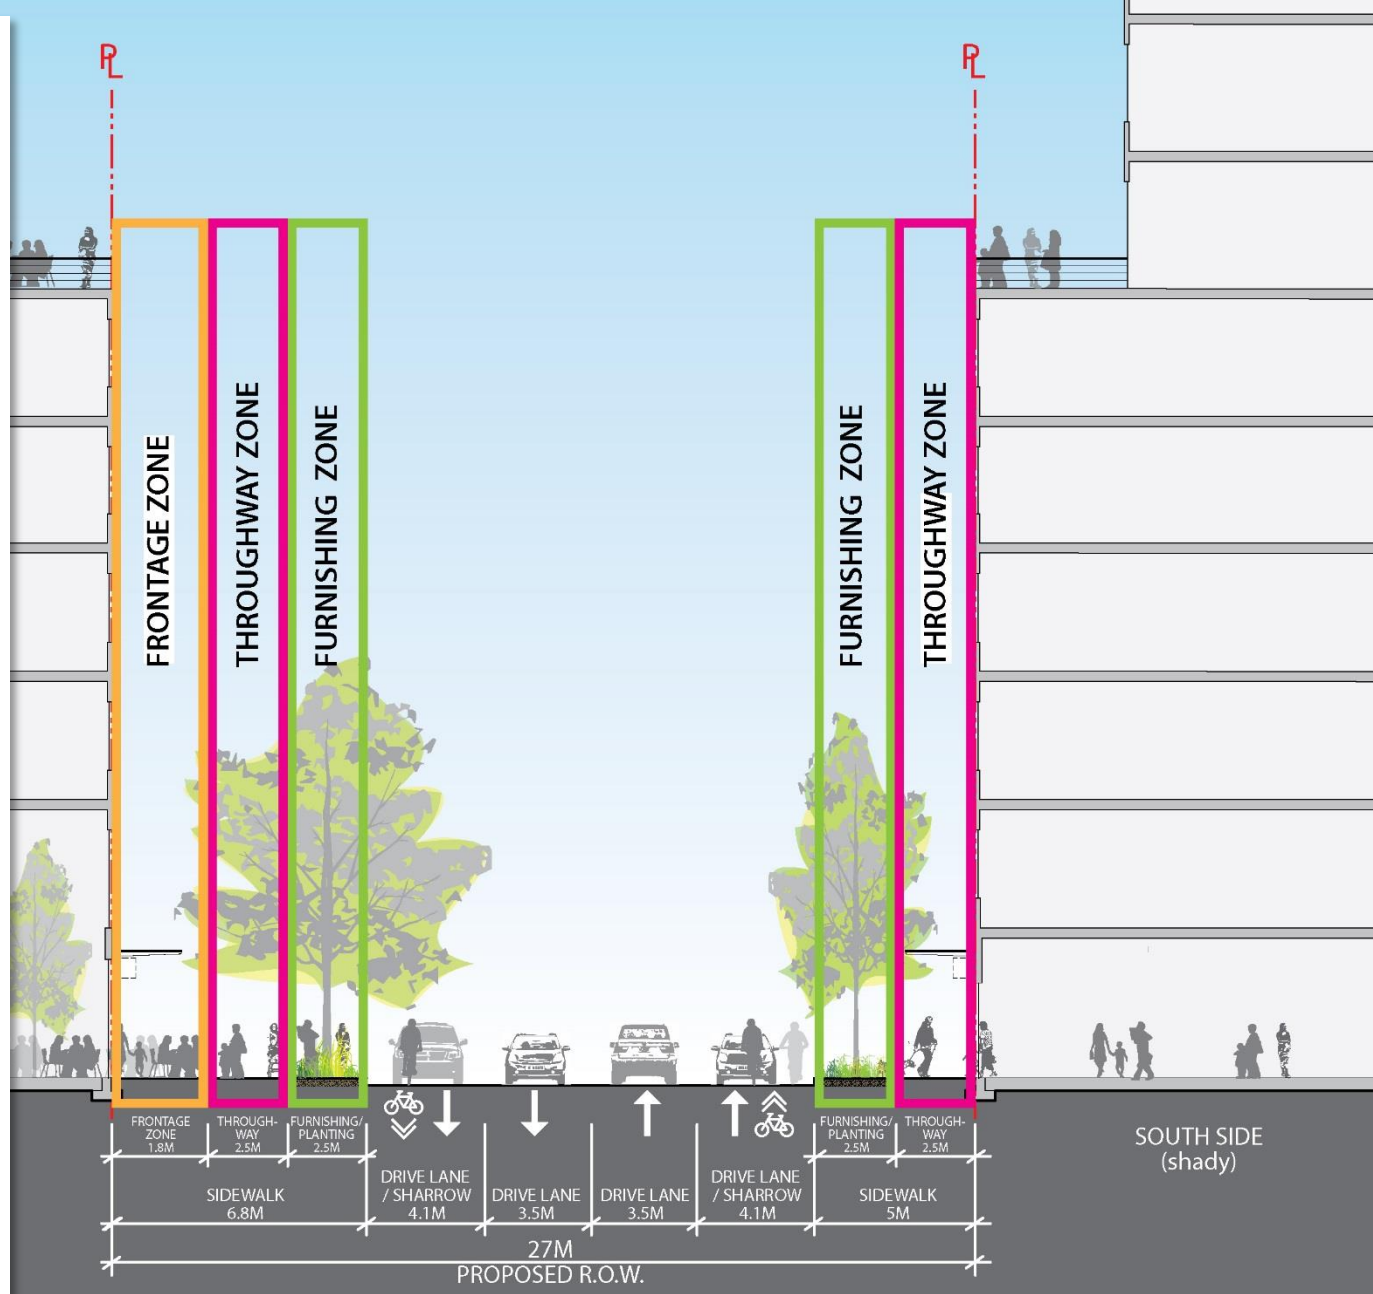 PL
PL
FRONTAGE ZONE
THROUGHWAY ZONE
FURNISHING ZONE
FURNISHING ZONE
THROUGHWAY ZONE
FRONTAGE
ZONE
1.8M
THROUGH-
WAY
2.5M
FURNISHING/
PLANTING
2.5M
FURNISHING/
PLANTING
2.5M
THROUGH-
WAY
2.5M
SIDEWALK
6.8M
DRIVE LANE
/ SHARROW
4.1M
DRIVE LANE
3.5M
DRIVE LANE
3.5M
DRIVE LANE
/ SHARROW
4.1M
SIDEWALK
5M
27M
PROPOSED R.O.W.
SOUTH SIDE
(shady)